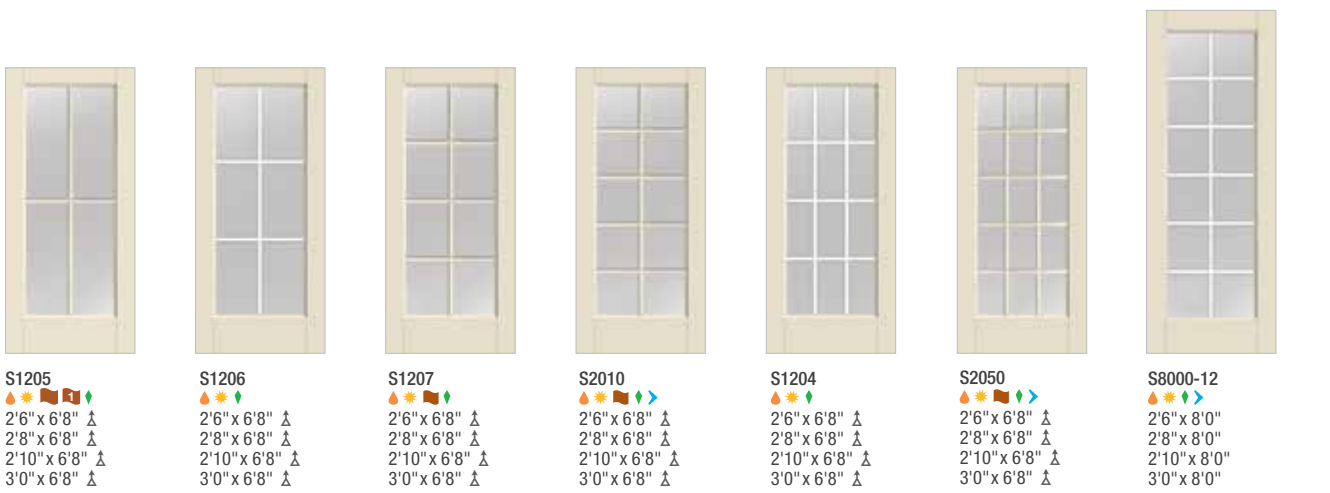 S1205
1
2'6" x 6'8"
2'8" x 6'8"
2'10" x 6'8"
3'0" x 6'8"
S1206
2'6" x 6'8"
2'8" x 6'8"
2'10" x 6'8"
3'0" x 6'8"
S1207
2'6" x 6'8"
2'8" x 6'8"
2'10" x 6'8"
3'0" x 6'8"
S2010
2'6" x 6'8"
2'8" x 6'8"
2'10" x 6'8"
3'0" x 6'8"
S1204
2'6" x 6'8"
2'8" x 6'8"
2'10" x 6'8"
3'0" x 6'8"
S2050
2'6" x 6'8"
2'8" x 6'8"
2'10" x 6'8"
3'0" x 6'8"
S8000-12
2'6" x 8'0"
2'8" x 8'0"
2'10" x 8'0"
3'0" x 8'0"